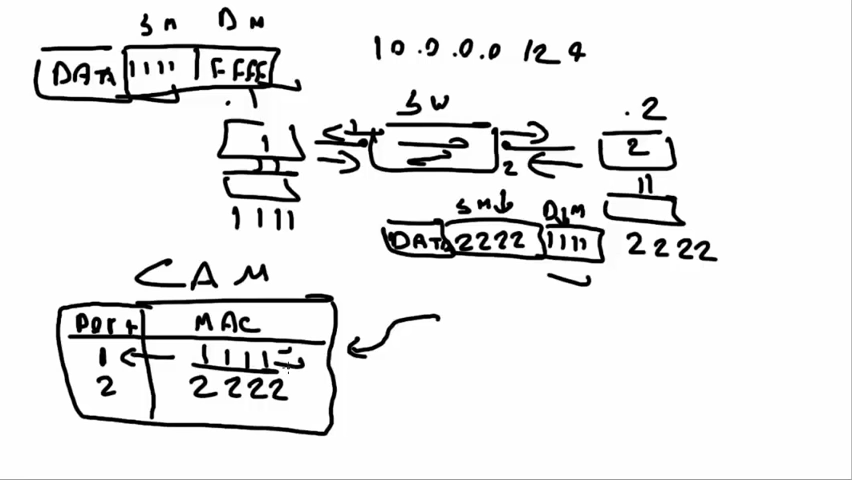 SM DM
10.0.0.0 /24
DATA 1111 FFFF
.1
SW
.2
1
1
2
2
SM DM
DATA 2222 1111
1111
2222
CAM
Port MAC
1 1111
2 2222